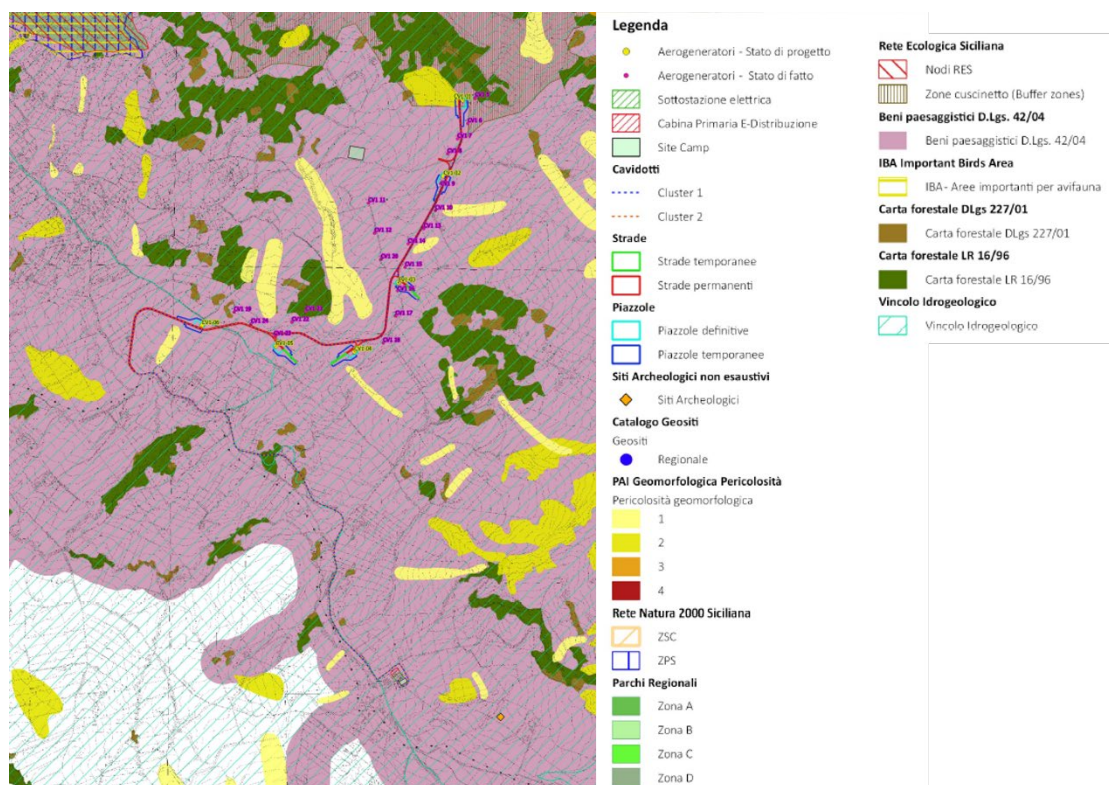 Legenda
Aerogeneratori - Stato di progetto
Aerogeneratori - Stato di fatto
Sottostazione elettrica
Cabina Primaria E-Distribuzione
Site Camp
Cavidotti
Cluster 1
Cluster 2
Strade
Strade temporanee
Strade permanenti
Piazzole
Piazzole definitive
Piazzole temporanee
Siti Archeologici non esaustivi
Siti Archeologici
Catalogo Geositi
Geositi
Regionale
PAI Geomorfologica Pericolosità
Pericolosità geomorfologica
1
2
3
4
Rete Natura 2000 Siciliana
ZSC
ZPS
Parchi Regionali
Zona A
Zona B
Zona C
Zona D
Rete Ecologica Siciliana
Nodi RES
Zone cuscinetto (Buffer zones)
Beni paesaggistici D.Lgs. 42/04
Beni paesaggistici D.Lgs. 42/04
IBA Important Birds Area
IBA - Aree importanti per avifauna
Carta forestale DLgs 227/01
Carta forestale DLgs 227/01
Carta forestale LR 16/96
Carta forestale LR 16/96
Vincolo Idrogeologico
Vincolo Idrogeologico